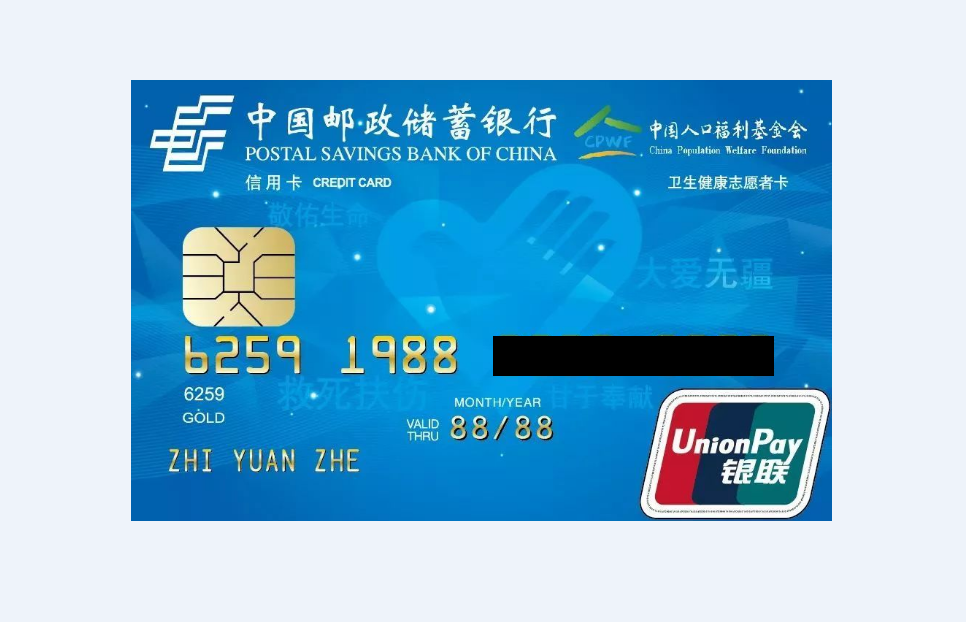 中国邮政储蓄银行
POSTAL SAVINGS BANK OF CHINA
信用卡 CREDIT CARD
CPWF
中国人口福利基金会
China Population Welfare Foundation
卫生健康志愿者卡
敬佑生命
大爱无疆
6259 1988
6259
救死扶伤
甘于奉献
GOLD
MONTH/YEAR
VALID
THRU
88/88
ZHI YUAN ZHE
UnionPay
银联